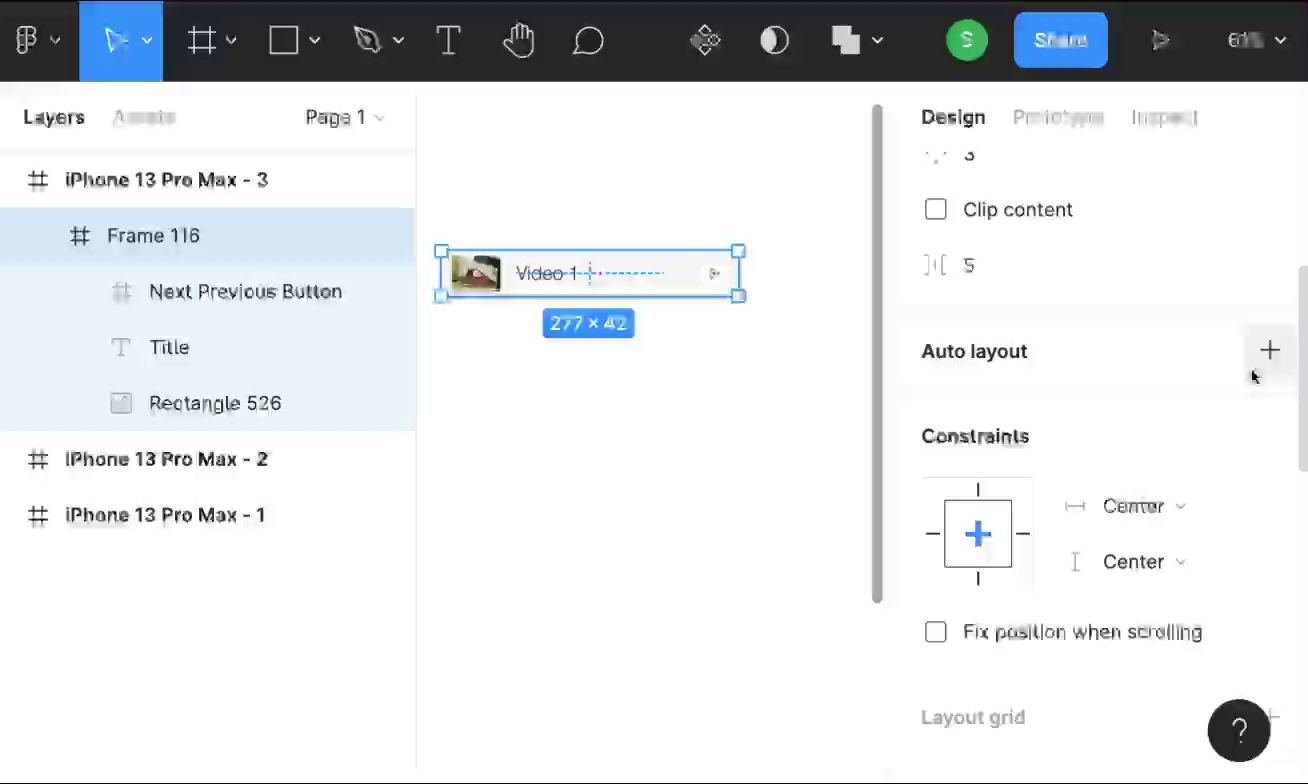 S
Share
61%
Layers
Assets
Page 1
Design
Prototype
Inspect
iPhone 13 Pro Max - 3
Frame 116
Next Previous Button
Title
Rectangle 526
iPhone 13 Pro Max - 2
iPhone 13 Pro Max - 1
Video 1
277 × 42
3
Clip content
5
Auto layout
Constraints
Center
Center
Fix position when scrolling
Layout grid
?